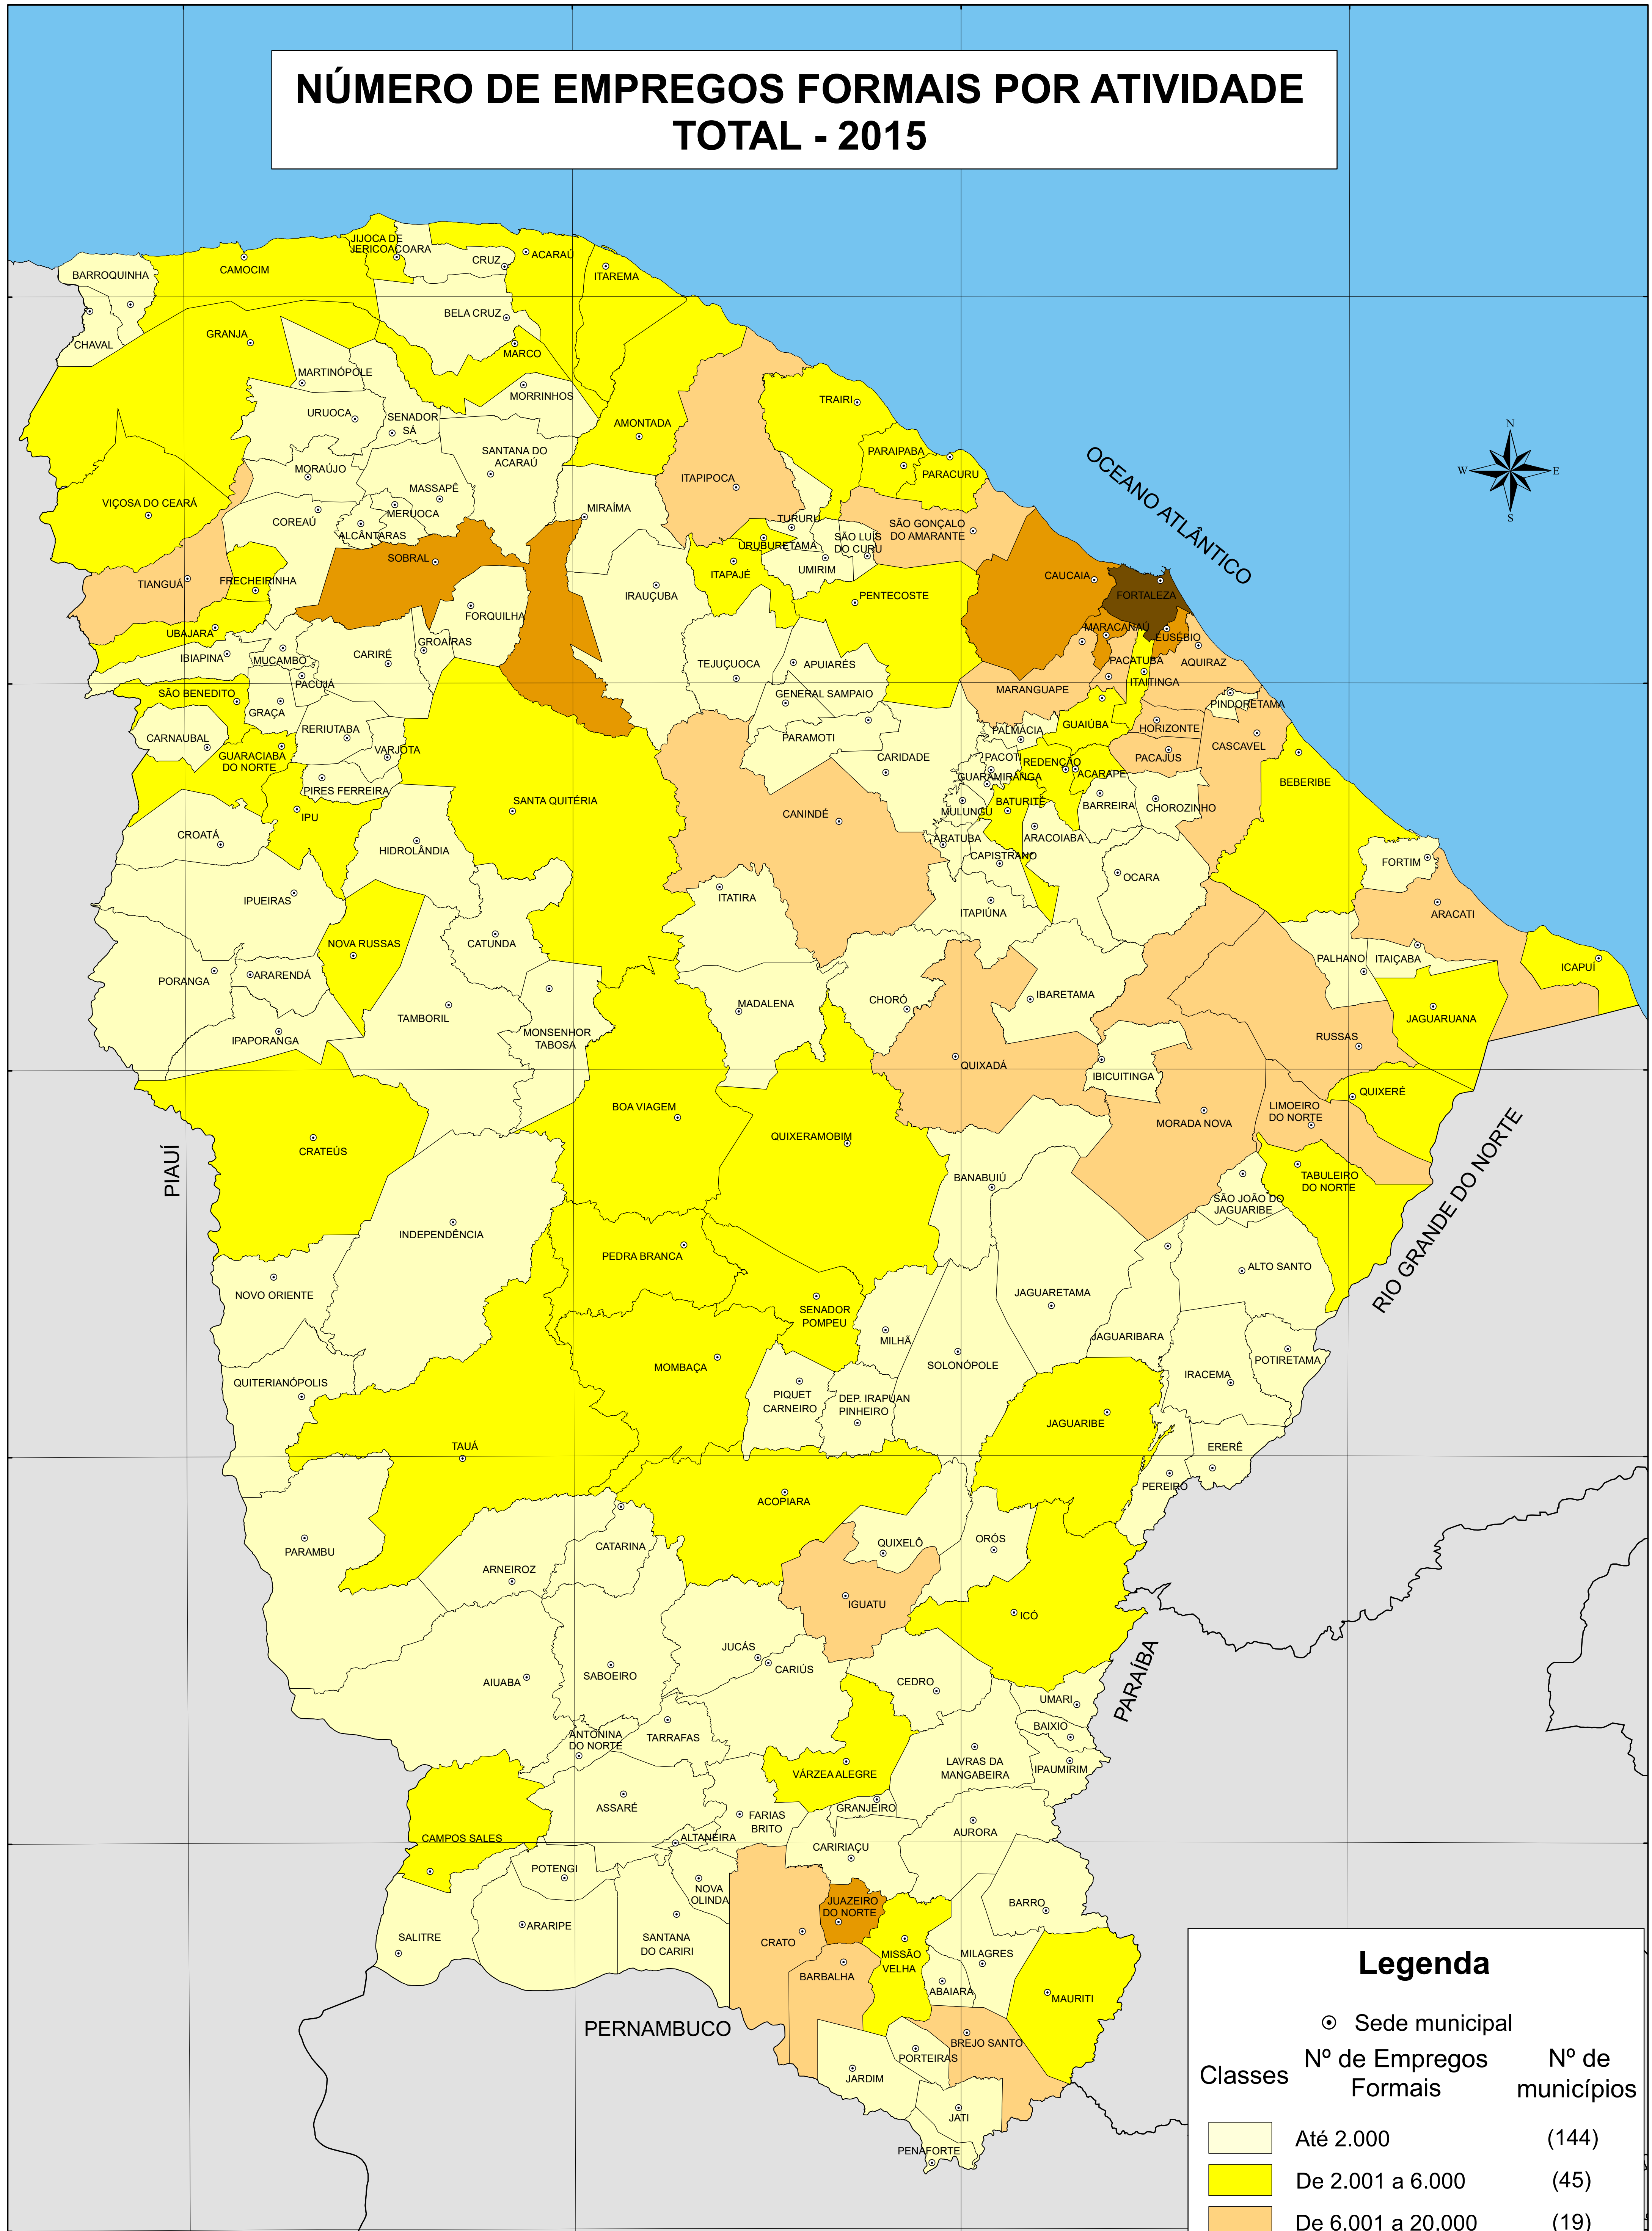 NÚMERO DE EMPREGOS FORMAIS POR ATIVIDADE
TOTAL - 2015
JIJOCA DE
JERICOACOARA
CRUZ
ACARAÚ
ITAREMA
BARROQUINHA
CAMOCIM
CHAVAL
GRANJA
BELA CRUZ
MARCO
MARTINÓPOLE
MORRINHOS
URUOCA
SENADOR
SÁ
AMONTADA
TRAIRI
OCEANO ATLÂNTICO
N
W
E
S
SANTANA DO
ACARAÚ
MORAÚJO
MASSAPÊ
ITAPIPOCA
PARAIPABA
PARACURU
VIÇOSA DO CEARÁ
COREAÚ
MERUOCA
ALCÂNTARAS
MIRAÍMA
TURURU
SÃO GONÇALO
DO AMARANTE
SÃO LUÍS
DO CURU
URUBURETAMA
UMIRIM
SOBRAL
TIANGUÁ
FRECHEIRINHA
ITAPAJÉ
CAUCAIA
FORTALEZA
IRAUÇUBA
PENTECOSTE
FORQUILHA
UBAJARA
MARACANAÚ
EUSÉBIO
GROAÍRAS
IBIAPINA
MUCAMBO
CARIRÉ
TEJUÇUOCA
APUIARÉS
PACATUBA
AQUIRAZ
ITAITINGA
PACUJÁ
SÃO BENEDITO
GENERAL SAMPAIO
MARANGUAPE
PINDORETAMA
GRAÇA
RERIUTABA
GUAIÚBA
HORIZONTE
CARNAUBAL
VARJOTA
PARAMOTI
PALMÁCIA
CASCAVEL
GUARACIABA
DO NORTE
CARIDADE
PACOTI
REDENÇÃO
PACAJUS
GUARAMIRANGA
ACARAPE
BEBERIBE
PIRES FERREIRA
SANTA QUITÉRIA
BATURITÉ
BARREIRA
CHOROZINHO
IPU
CANINDÉ
MULUNGU
CROATÁ
ARATUBA
ARACOIABA
HIDROLÂNDIA
CAPISTRANO
FORTIM
OCARA
IPUEIRAS
ITATIRA
ITAPIÚNA
ARACATI
NOVA RUSSAS
CATUNDA
PALHANO
ITAIÇABA
ICAPUÍ
PORANGA
ARARENDÁ
MADALENA
CHORÓ
IBARETAMA
TAMBORIL
JAGUARUANA
IPAPORANGA
MONSENHOR
TABOSA
RUSSAS
QUIXADÁ
IBICUITINGA
QUIXERÉ
BOA VIAGEM
LIMOEIRO
DO NORTE
MORADA NOVA
CRATEÚS
QUIXERAMOBIM
PIAUÍ
BANABUIÚ
TABULEIRO
DO NORTE
SÃO JOÃO DO
JAGUARIBE
RIO GRANDE DO NORTE
INDEPENDÊNCIA
PEDRA BRANCA
ALTO SANTO
NOVO ORIENTE
JAGUARETAMA
SENADOR
POMPEU
MILHÃ
JAGUARIBARA
SOLONÓPOLE
MOMBAÇA
POTIRETAMA
IRACEMA
QUITERIANÓPOLIS
PIQUET
CARNEIRO
DEP. IRAPUAN
PINHEIRO
JAGUARIBE
TAUÁ
ERERÊ
PEREIRO
ACOPIARA
PARAMBU
CATARINA
QUIXELÔ
ORÓS
ARNEIROZ
IGUATU
ICÓ
JUCÁS
CARIÚS
AIUABA
SABOEIRO
CEDRO
PARAÍBA
UMARI
ANTONINA
DO NORTE
TARRAFAS
BAIXIO
LAVRAS DA
MANGABEIRA
IPAUMIRIM
VÁRZEA ALEGRE
ASSARÉ
GRANJEIRO
FARIAS
BRITO
AURORA
CAMPOS SALES
ALTANEIRA
CARIRIAÇU
POTENGI
NOVA
OLINDA
JUAZEIRO
DO NORTE
BARRO
ARARIPE
SALITRE
SANTANA
DO CARIRI
CRATO
MISSÃO
VELHA
MILAGRES
BARBALHA
ABAIARA
MAURITI
PERNAMBUCO
BREJO SANTO
PORTEIRAS
JARDIM
JATI
PENAFORTE
Legenda
Sede municipal
Classes
Nº de Empregos
Formais
Nº de
municípios
Até 2.000
(144)
De 2.001 a 6.000
(45)
De 6.001 a 20.000
(19)